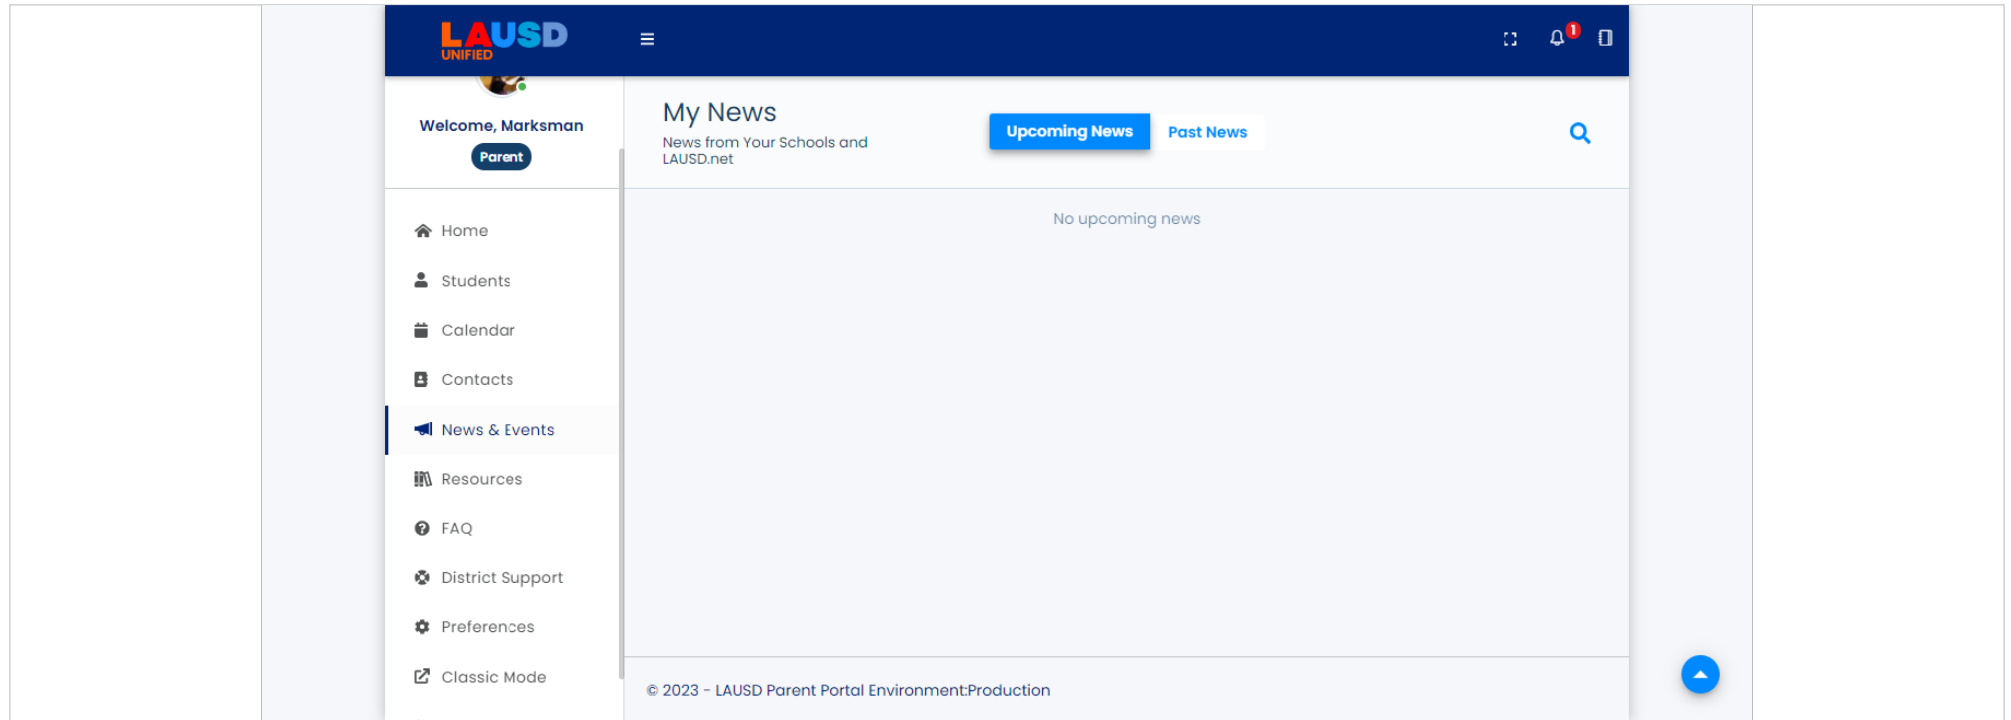 LAUSD
UNIFIED
1
Welcome, Marksman
Parent
Home
Students
Calendar
Contacts
News & Events
Resources
FAQ
District Support
Preferences
Classic Mode
My News
News from Your Schools and
LAUSD.net
Upcoming News
Past News
No upcoming news
© 2023 - LAUSD Parent Portal Environment:Production